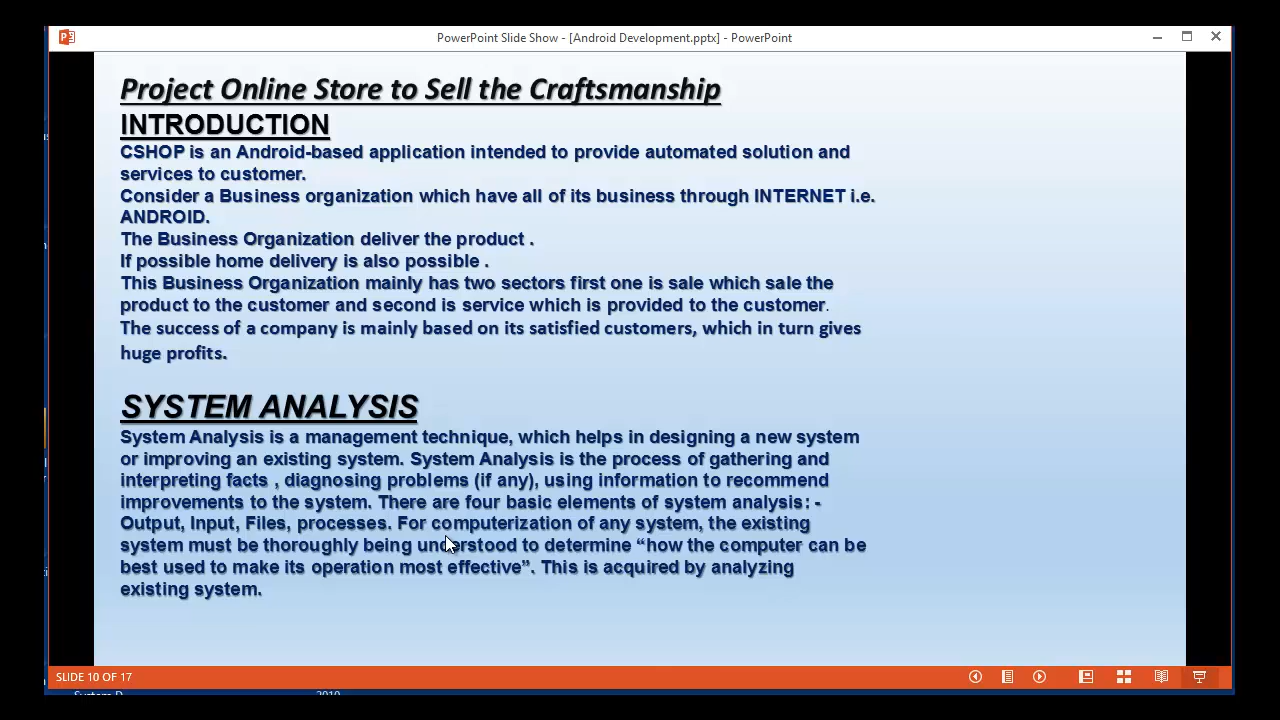 PowerPoint Slide Show - [Android Development.pptx] - PowerPoint
Project Online Store to Sell the Craftsmanship
INTRODUCTION
CSHOP is an Android-based application intended to provide automated solution and
services to customer.
Consider a Business organization which have all of its business through INTERNET i.e.
ANDROID.
The Business Organization deliver the product .
If possible home delivery is also possible .
This Business Organization mainly has two sectors first one is sale which sale the
product to the customer and second is service which is provided to the customer.
The success of a company is mainly based on its satisfied customers, which in turn gives
huge profits.
SYSTEM ANALYSIS
System Analysis is a management technique, which helps in designing a new system
or improving an existing system. System Analysis is the process of gathering and
interpreting facts , diagnosing problems (if any), using information to recommend
improvements to the system. There are four basic elements of system analysis: -
Output, Input, Files, processes. For computerization of any system, the existing
system must be thoroughly being understood to determine “how the computer can be
best used to make its operation most effective”. This is acquired by analyzing
existing system.
SLIDE 10 OF 17